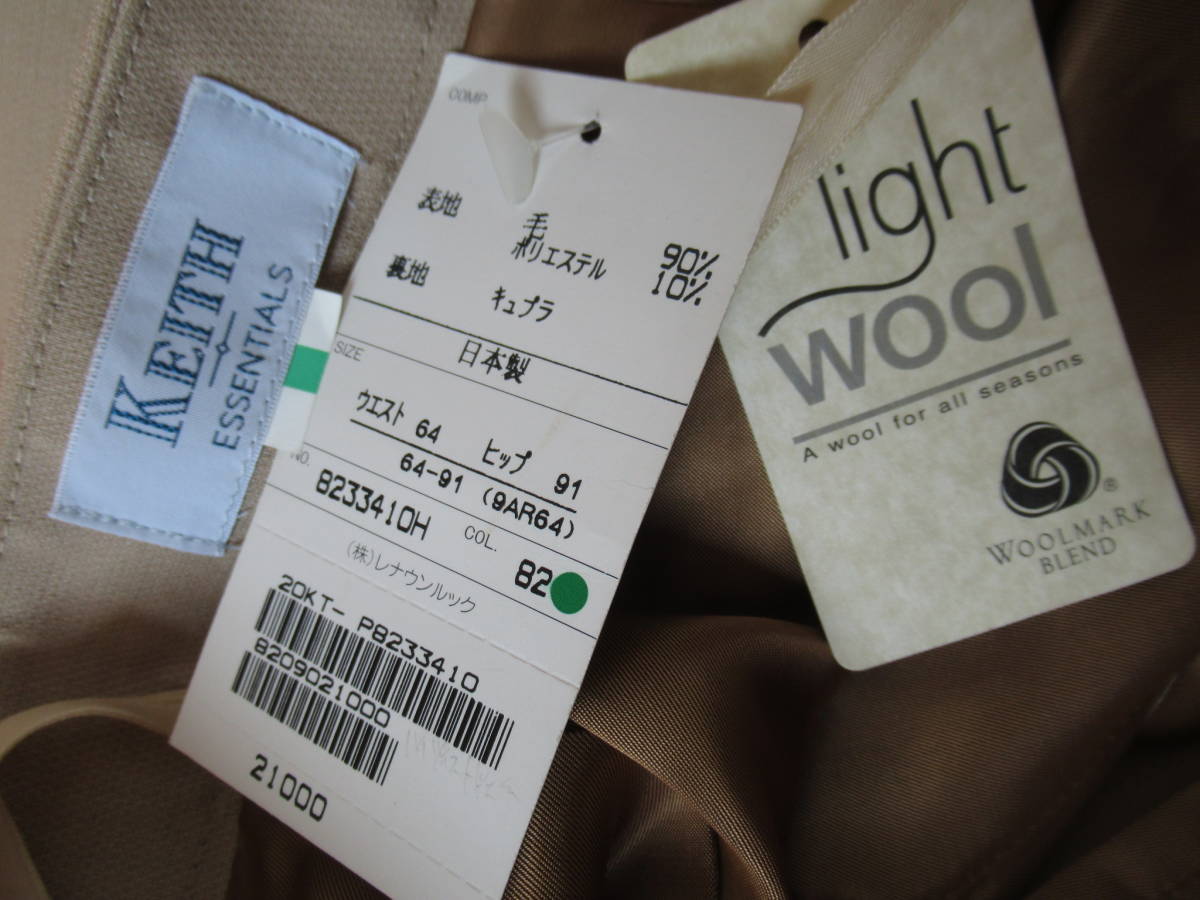 KEITH
ESSENTIALS
COMP
表地 毛 90%
ポリエステル 10%
裏地 キュプラ
日本製
SIZE
ウエスト 64 ヒップ 91
64-91 (9AR64)
NO. 8233410H COL. 82
(株)レナウンルック
20KT- P8233410
8209021000
21000
light
wool
A wool for all seasons
®
WOOLMARK
BLEND